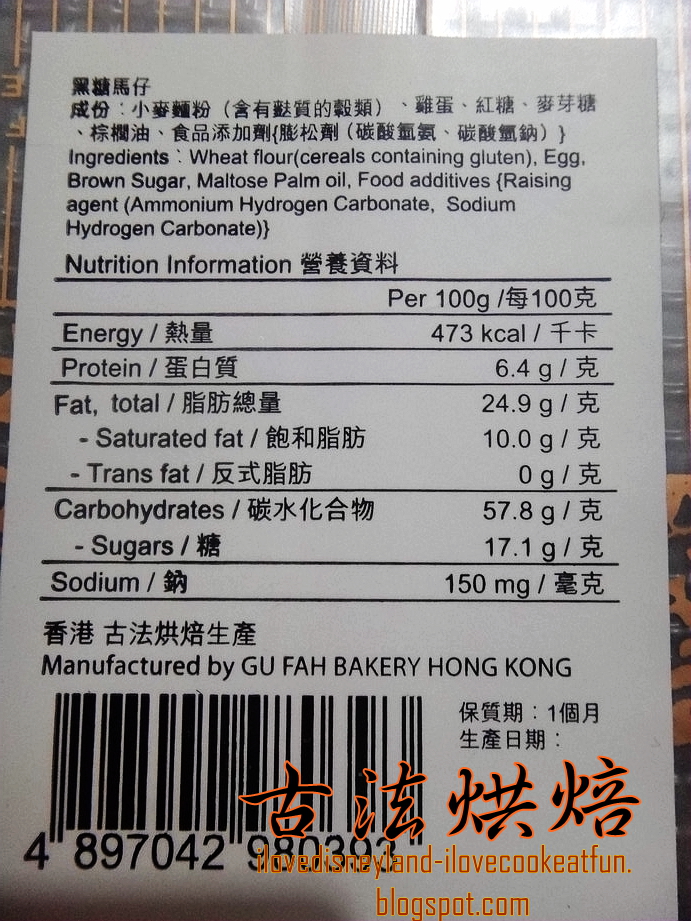 黑糖馬仔
成份：小麥麵粉（含有麩質的穀類）、雞蛋、紅糖、麥芽糖
、棕櫚油、食品添加劑{膨松劑（碳酸氫氨、碳酸氫鈉）}
Ingredients：Wheat flour(cereals containing gluten), Egg,
Brown Sugar, Maltose Palm oil, Food additives {Raising
agent (Ammonium Hydrogen Carbonate, Sodium
Hydrogen Carbonate)}
Nutrition Information 營養資料
Per 100g /每100克
Energy / 熱量 473 kcal / 千卡
Protein / 蛋白質 6.4 g / 克
Fat, total / 脂肪總量 24.9 g / 克
- Saturated fat / 飽和脂肪 10.0 g / 克
- Trans fat / 反式脂肪 0 g / 克
Carbohydrates / 碳水化合物 57.8 g / 克
- Sugars / 糖 17.1 g / 克
Sodium / 鈉 150 mg / 毫克
香港 古法烘焙生產
Manufactured by GU FAH BAKERY HONG KONG
保質期：1個月
生產日期：
古法烘焙
4 897042 980393
ilovedisneyland-ilovecookeatfun.
blogspot.com